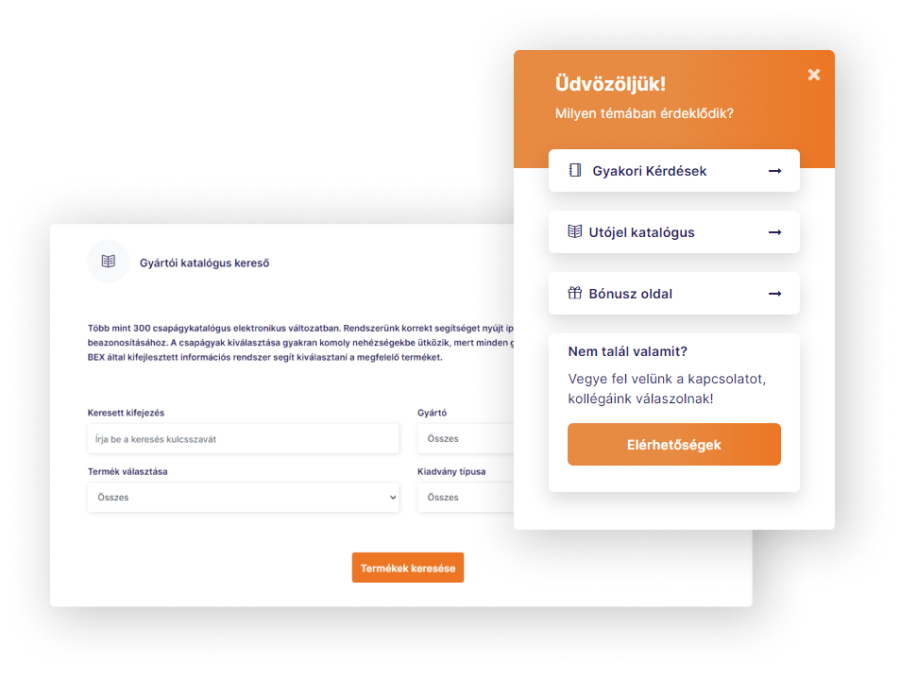 Üdvözöljük!
Milyen témában érdeklődik?
Gyakori Kérdések
Utójel katalógus
Bónusz oldal
Nem talál valamit?
Vegye fel velünk a kapcsolatot,
kollégáink válaszolnak!
Elérhetőségek
Gyártói katalógus kereső
Több mint 300 csapágykatalógus elektronikus változatban. Rendszerünk korrekt segítséget nyújt
beazonosításához. A csapágyak kiválasztása gyakran komoly nehézségekbe ütközik, mert minden
BEX által kifejlesztett információs rendszer segít kiválasztani a megfelelő terméket.
Keresett kifejezés
Gyártó
Írja be a keresés kulcsszavát
Összes
Termék választása
Kiadvány típusa
Összes
Összes
Termékek keresése